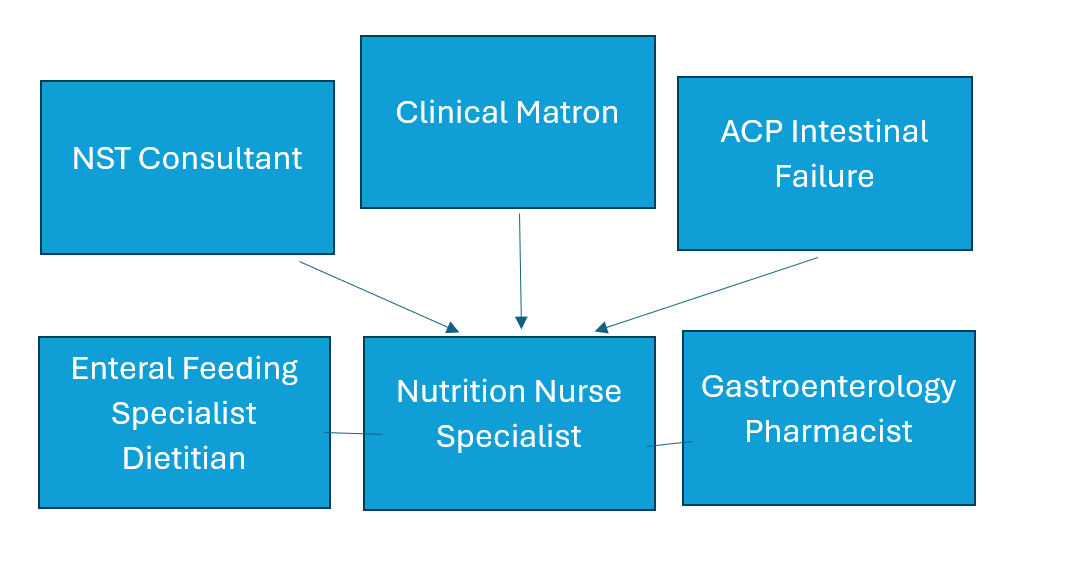 NST Consultant
Clinical Matron
ACP Intestinal
Failure
Enteral Feeding
Specialist
Dietitian
Nutrition Nurse
Specialist
Gastroenterology
Pharmacist